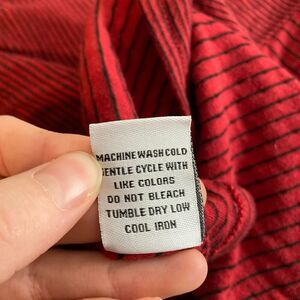 MACHINE WASH COLD
GENTLE CYCLE WITH
LIKE COLORS
DO NOT BLEACH
TUMBLE DRY LOW
COOL IRON